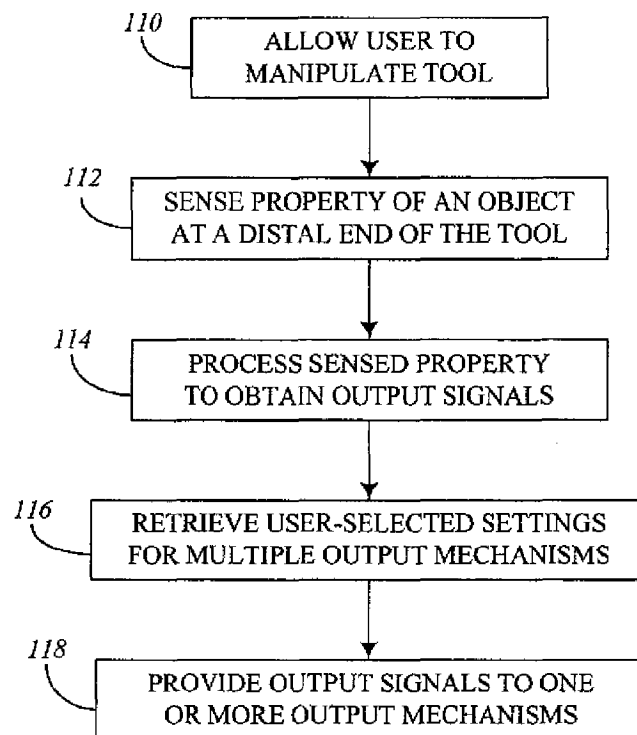 110
ALLOW USER TO
MANIPULATE TOOL
112
SENSE PROPERTY OF AN OBJECT
AT A DISTAL END OF THE TOOL
114
PROCESS SENSED PROPERTY
TO OBTAIN OUTPUT SIGNALS
116
RETRIEVE USER-SELECTED SETTINGS
FOR MULTIPLE OUTPUT MECHANISMS
118
PROVIDE OUTPUT SIGNALS TO ONE
OR MORE OUTPUT MECHANISMS